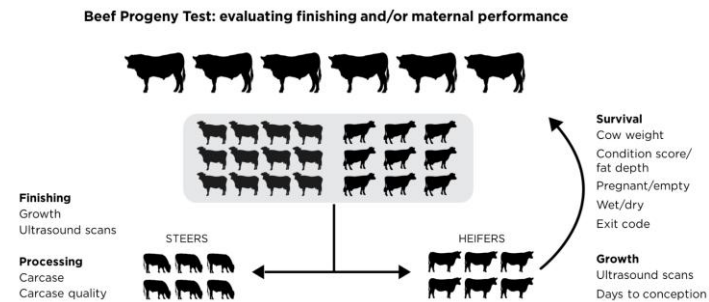 Beef Progeny Test: evaluating finishing and/or maternal performance
Survival
Cow weight
Condition score/
fat depth
Pregnant/empty
Wet/dry
Exit code
Finishing
Growth
Ultrasound scans
STEERS
HEIFERS
Processing
Carcase
Carcase quality
Growth
Ultrasound scans
Days to conception